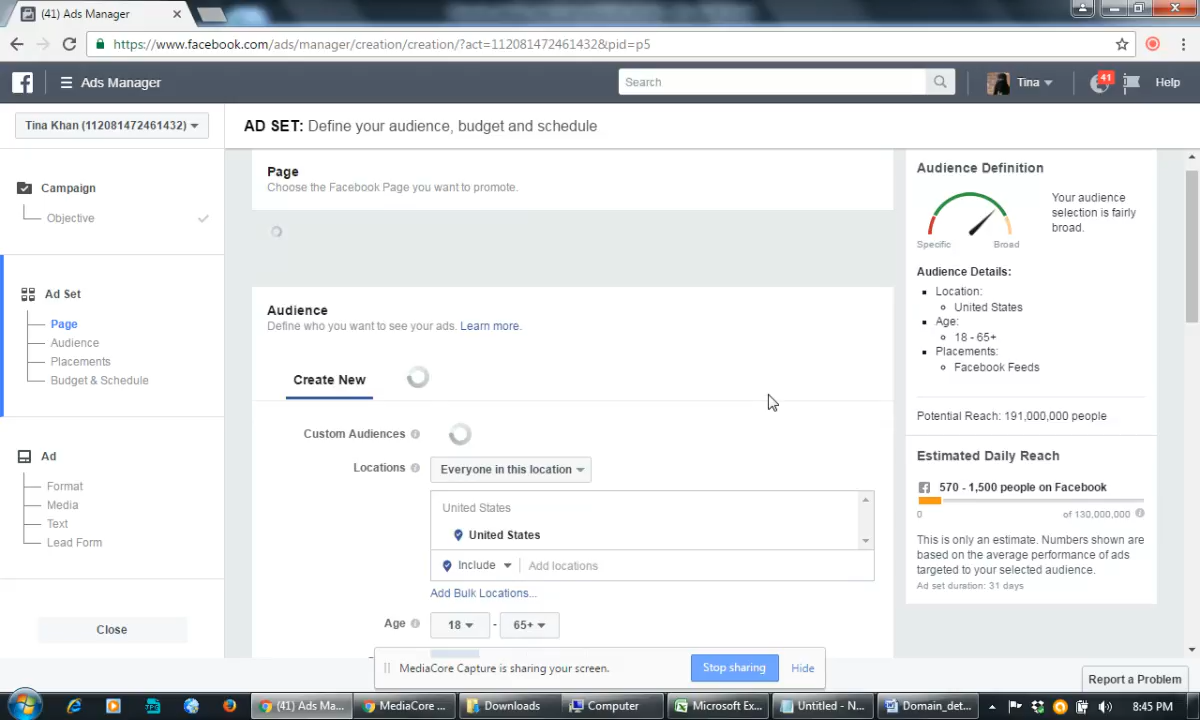 (41) Ads Manager
https://www.facebook.com/ads/manager/creation/creation/?act=112081472461432&pid=p5
Ads Manager
Search
Tina
41
Help
Tina Khan (112081472461432)
AD SET: Define your audience, budget and schedule
Campaign
Objective
Ad Set
Page
Audience
Placements
Budget & Schedule
Ad
Format
Media
Text
Lead Form
Close
Page
Choose the Facebook Page you want to promote.
Audience
Define who you want to see your ads. Learn more.
Create New
Custom Audiences
Locations
Everyone in this location
United States
United States
Include
Add locations
Add Bulk Locations...
Age
18 - 65+
Audience Definition
Specific
Broad
Your audience
selection is fairly
broad.
Audience Details:
Location:
United States
Age:
18 - 65+
Placements:
Facebook Feeds
Potential Reach: 191,000,000 people
Estimated Daily Reach
570 - 1,500 people on Facebook
0
of 130,000,000
This is only an estimate. Numbers shown are
based on the average performance of ads
targeted to your selected audience.
Ad set duration: 31 days
MediaCore Capture is sharing your screen.
Stop sharing
Hide
Report a Problem
(41) Ads Ma...
MediaCore ...
Downloads
Computer
Microsoft Ex...
Untitled - N...
Domain_det...
8:45 PM